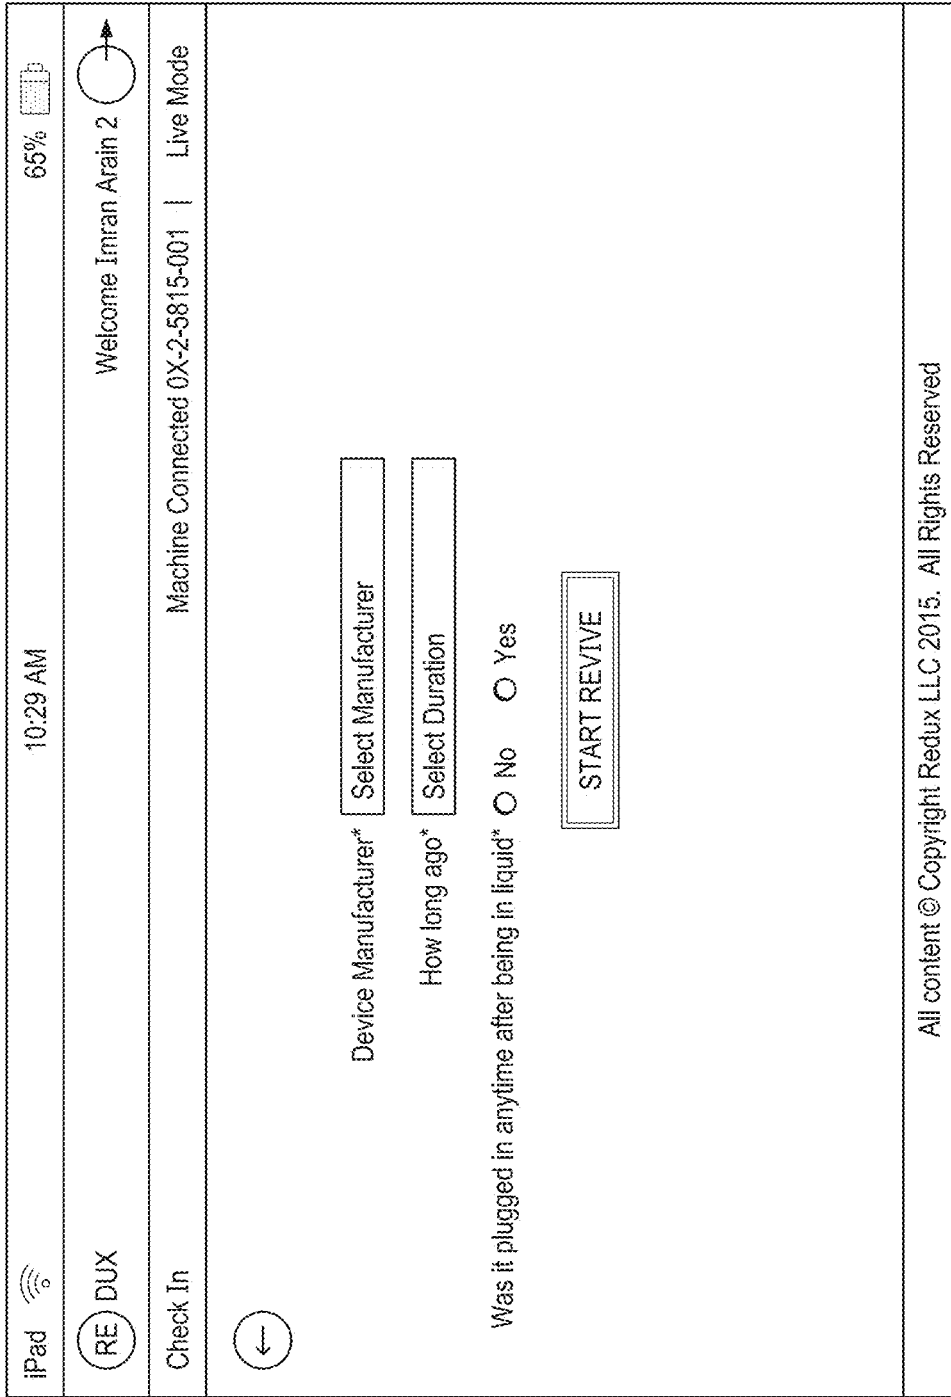 iPad 10:29 AM 65%
RE DUX Welcome Imran Arain 2
Check In Machine Connected 0X-2-5815-001 | Live Mode
←
Device Manufacturer* Select Manufacturer
How long ago* Select Duration
Was it plugged in anytime after being in liquid* No Yes
START REVIVE
All content © Copyright Redux LLC 2015. All Rights Reserved